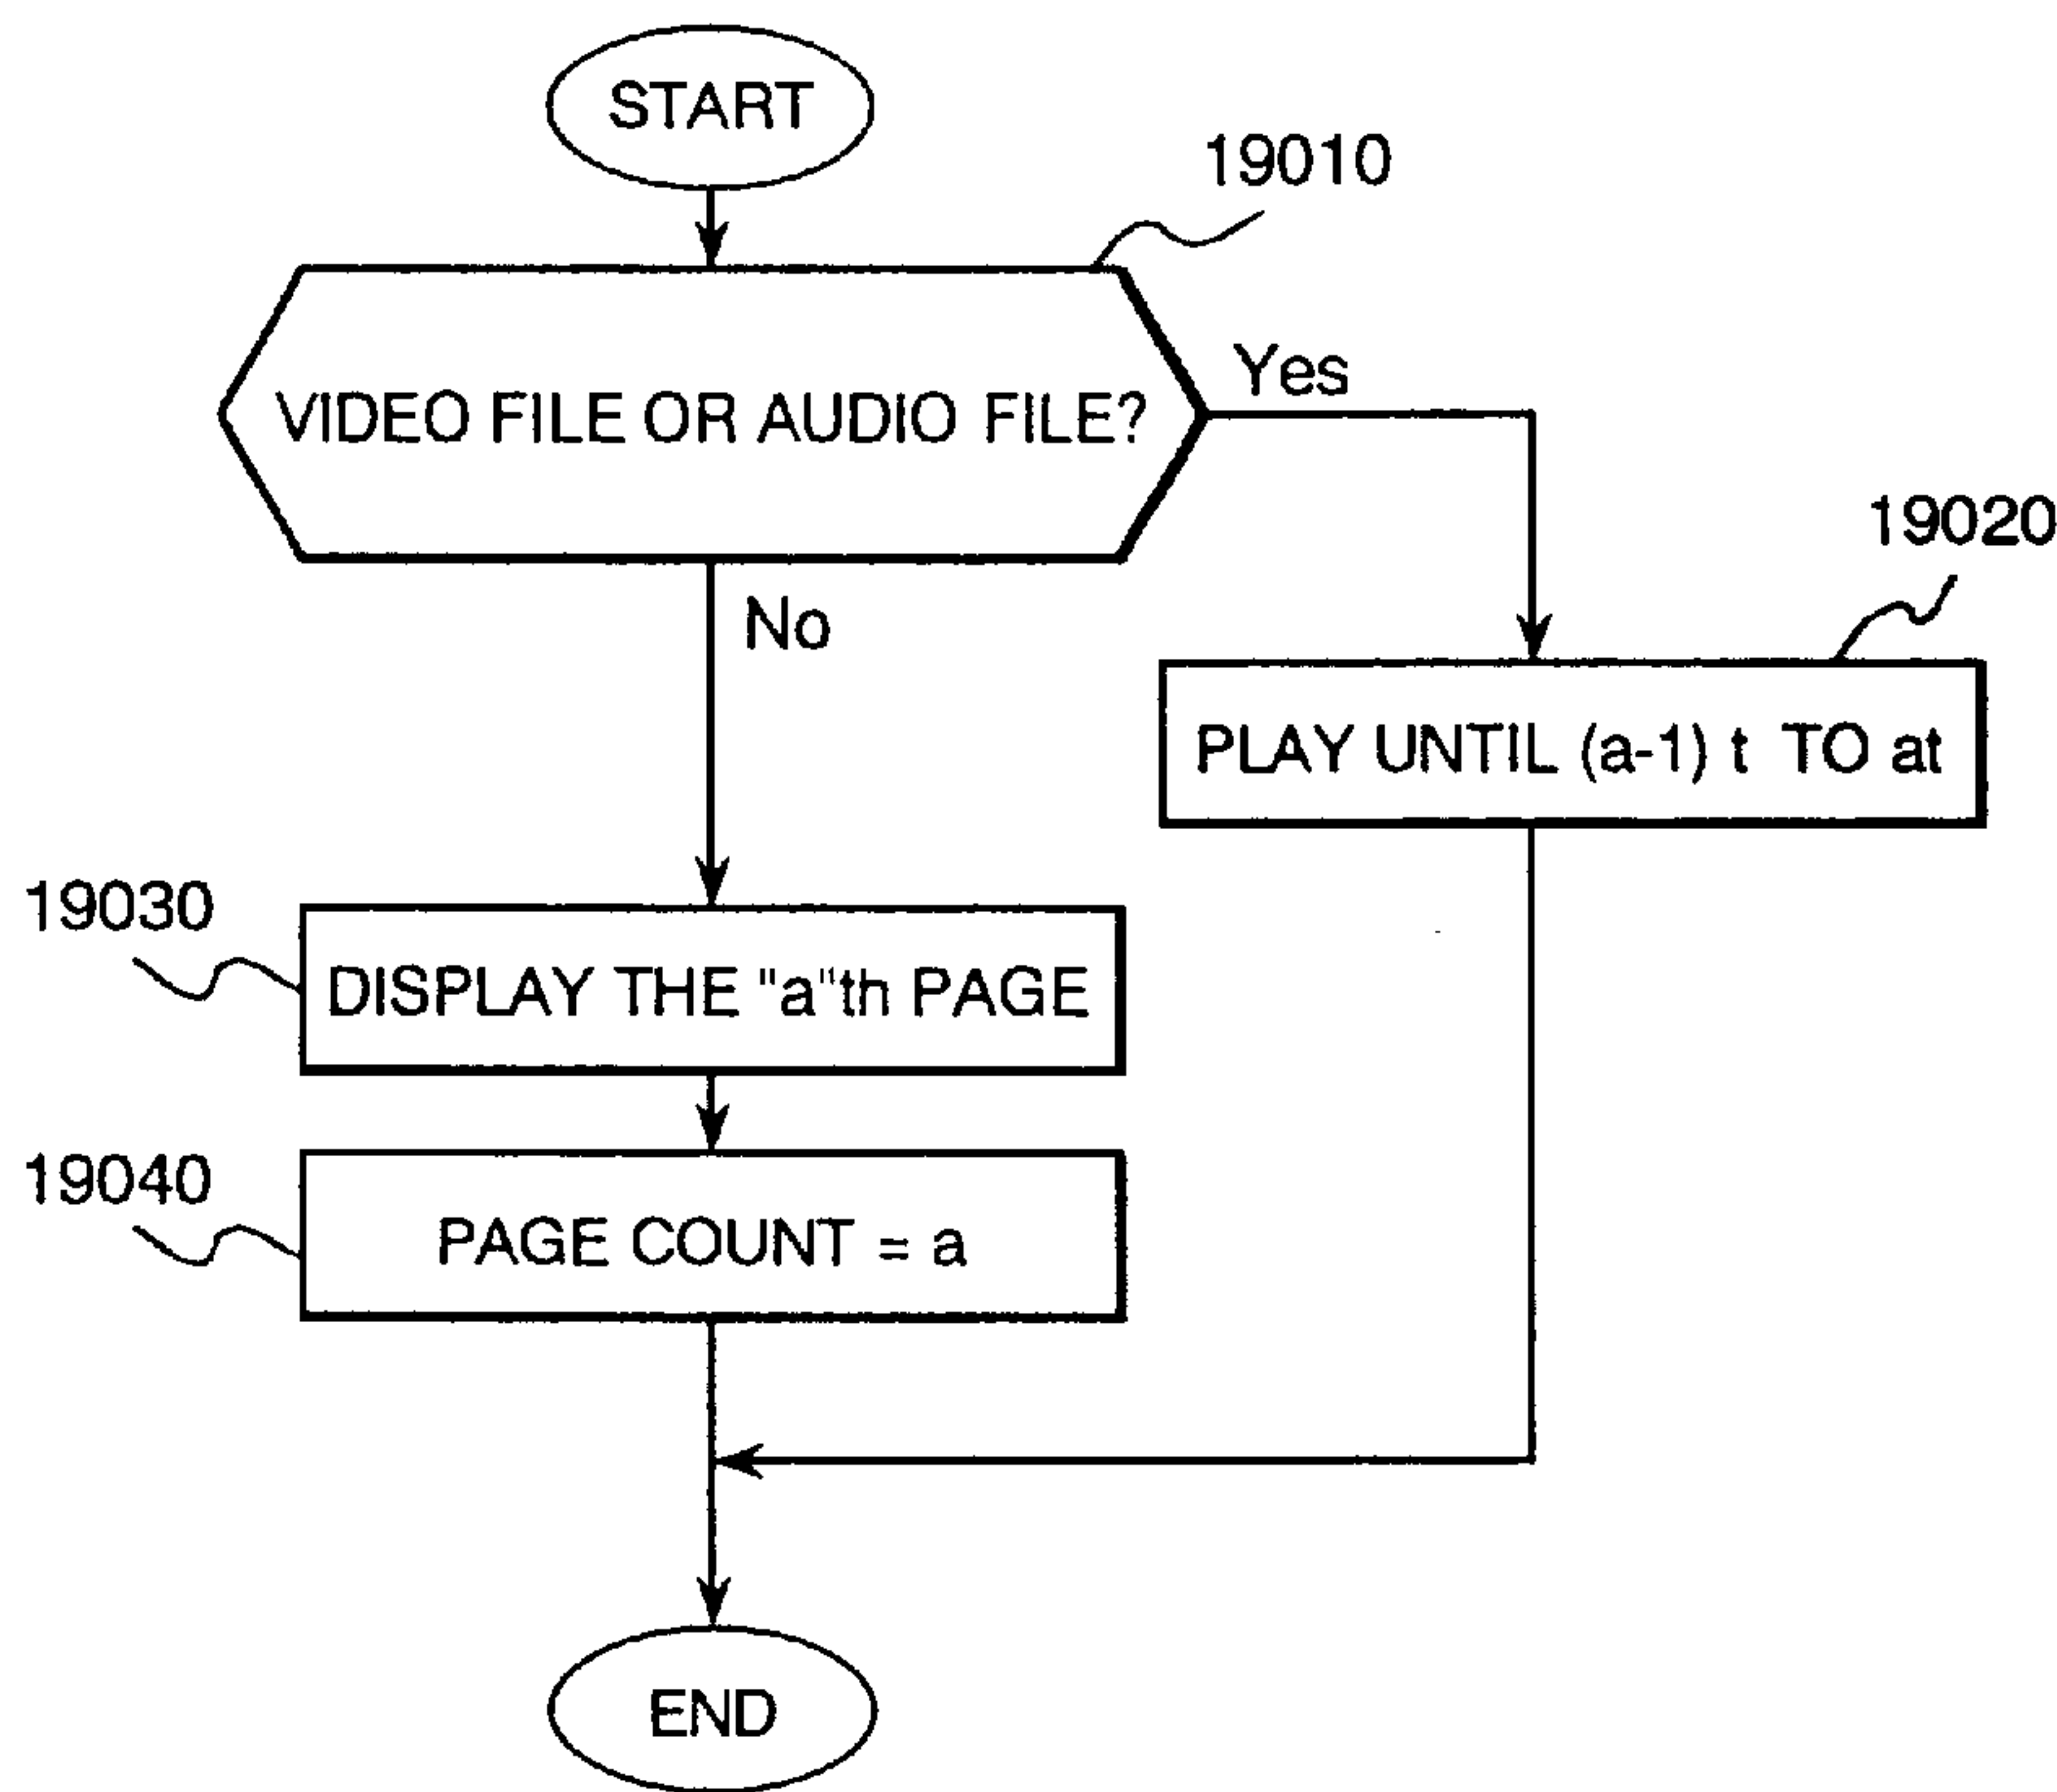 START
19010
VIDEO FILE OR AUDIO FILE?
Yes
19020
No
PLAY UNTIL (a-1) t TO at
19030
DISPLAY THE "a"th PAGE
19040
PAGE COUNT = a
END